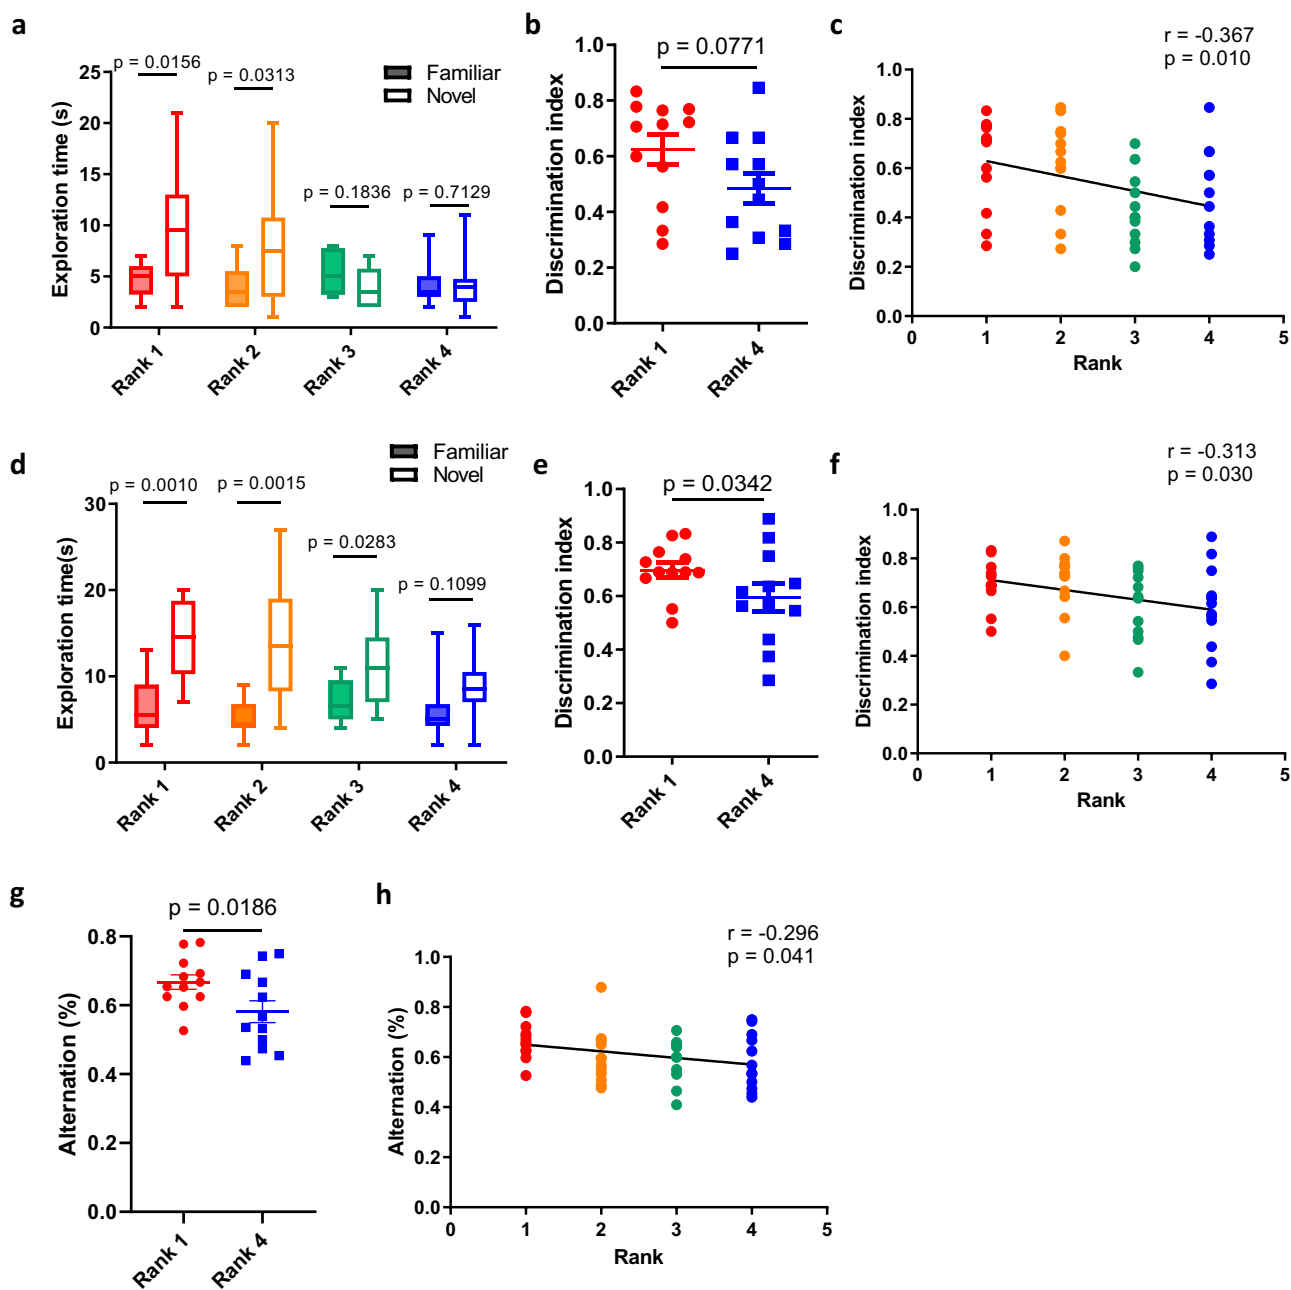 a
p = 0.0156
p = 0.0313
p = 0.1836
p = 0.7129
Familiar
Novel
Exploration time (s)
25
20
15
10
5
0
Rank 1
Rank 2
Rank 3
Rank 4
b
p = 0.0771
Discrimination index
1.0
0.8
0.6
0.4
0.2
0.0
Rank 1
Rank 4
c
r = -0.367
p = 0.010
Discrimination index
1.0
0.8
0.6
0.4
0.2
0.0
0
1
2
3
4
5
Rank
d
Familiar
Novel
p = 0.0010
p = 0.0015
p = 0.0283
p = 0.1099
Exploration time(s)
30
20
10
0
Rank 1
Rank 2
Rank 3
Rank 4
e
p = 0.0342
Discrimination index
1.0
0.8
0.6
0.4
0.2
0.0
Rank 1
Rank 4
f
r = -0.313
p = 0.030
Discrimination index
1.0
0.8
0.6
0.4
0.2
0.0
0
1
2
3
4
5
Rank
g
p = 0.0186
Alternation (%)
0.8
0.6
0.4
0.2
0.0
Rank 1
Rank 4
h
r = -0.296
p = 0.041
Alternation (%)
1.0
0.8
0.6
0.4
0.2
0.0
0
1
2
3
4
5
Rank